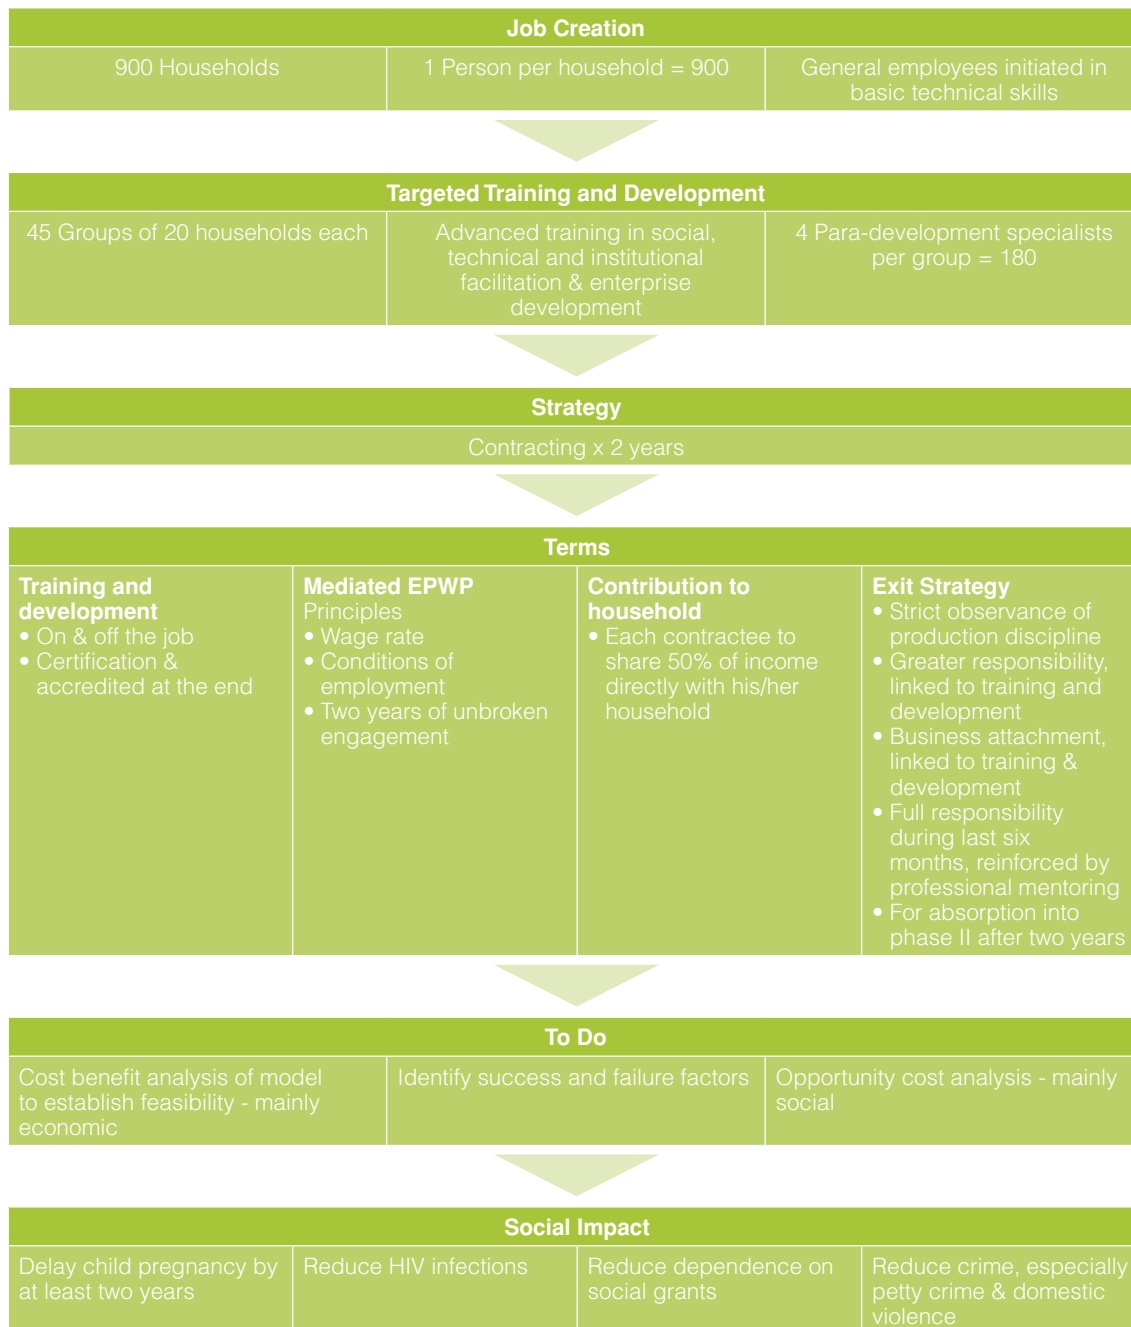 Job Creation
900 Households
1 Person per household = 900
General employees initiated in
basic technical skills
Targeted Training and Development
45 Groups of 20 households each
Advanced training in social,
technical and institutional
facilitation & enterprise
development
4 Para-development specialists
per group = 180
Strategy
Contracting x 2 years
Terms
Training and
development
• On & off the job
• Certification &
accredited at the end
Mediated EPWP
Principles
• Wage rate
• Conditions of
employment
• Two years of unbroken
engagement
Contribution to
household
• Each contractee to
share 50% of income
directly with his/her
household
Exit Strategy
• Strict observance of
production discipline
• Greater responsibility,
linked to training and
development
• Business attachment,
linked to training &
development
• Full responsibility
during last six
months, reinforced by
professional mentoring
• For absorption into
phase II after two years
To Do
Cost benefit analysis of model
to establish feasibility - mainly
economic
Identify success and failure factors
Opportunity cost analysis - mainly
social
Social Impact
Delay child pregnancy by
at least two years
Reduce HIV infections
Reduce dependence on
social grants
Reduce crime, especially
petty crime & domestic
violence